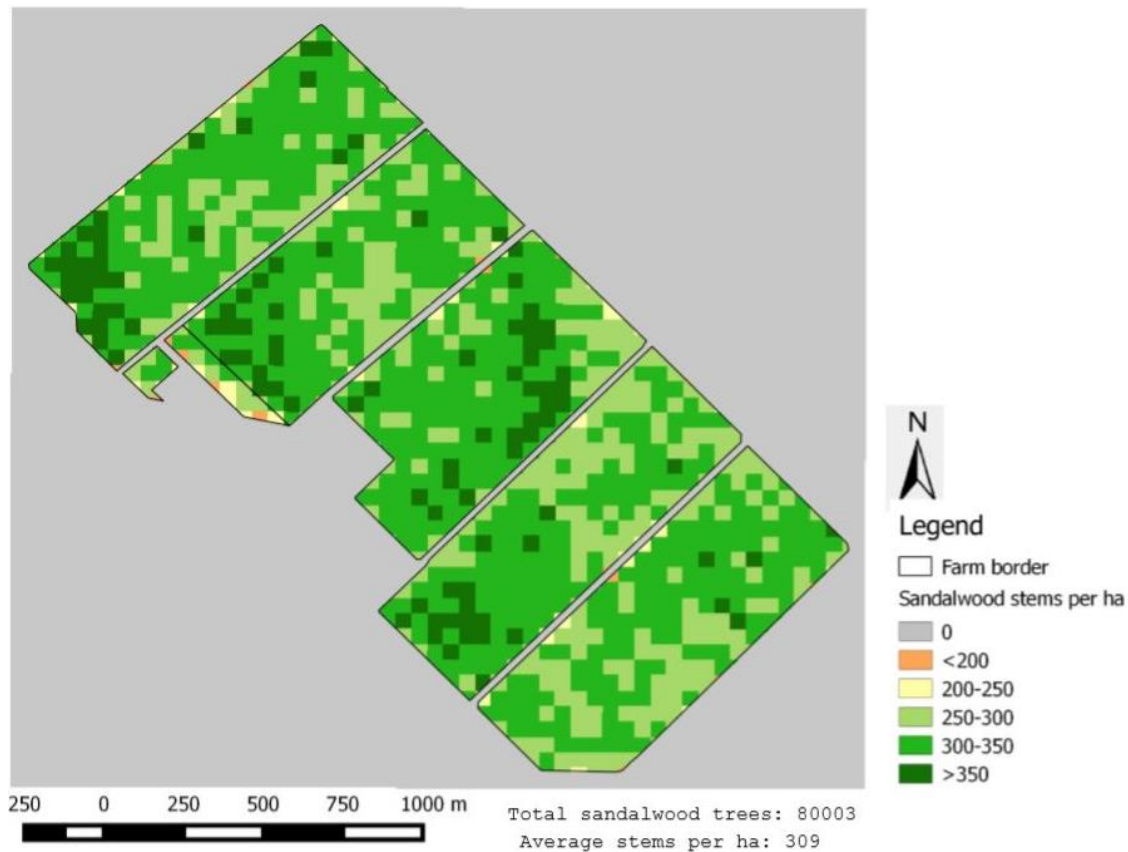 N
Legend
Farm border
Sandalwood stems per ha
0
<200
200-250
250-300
300-350
>350
250 0 250 500 750 1000 m
Total sandalwood trees: 80003
Average stems per ha: 309